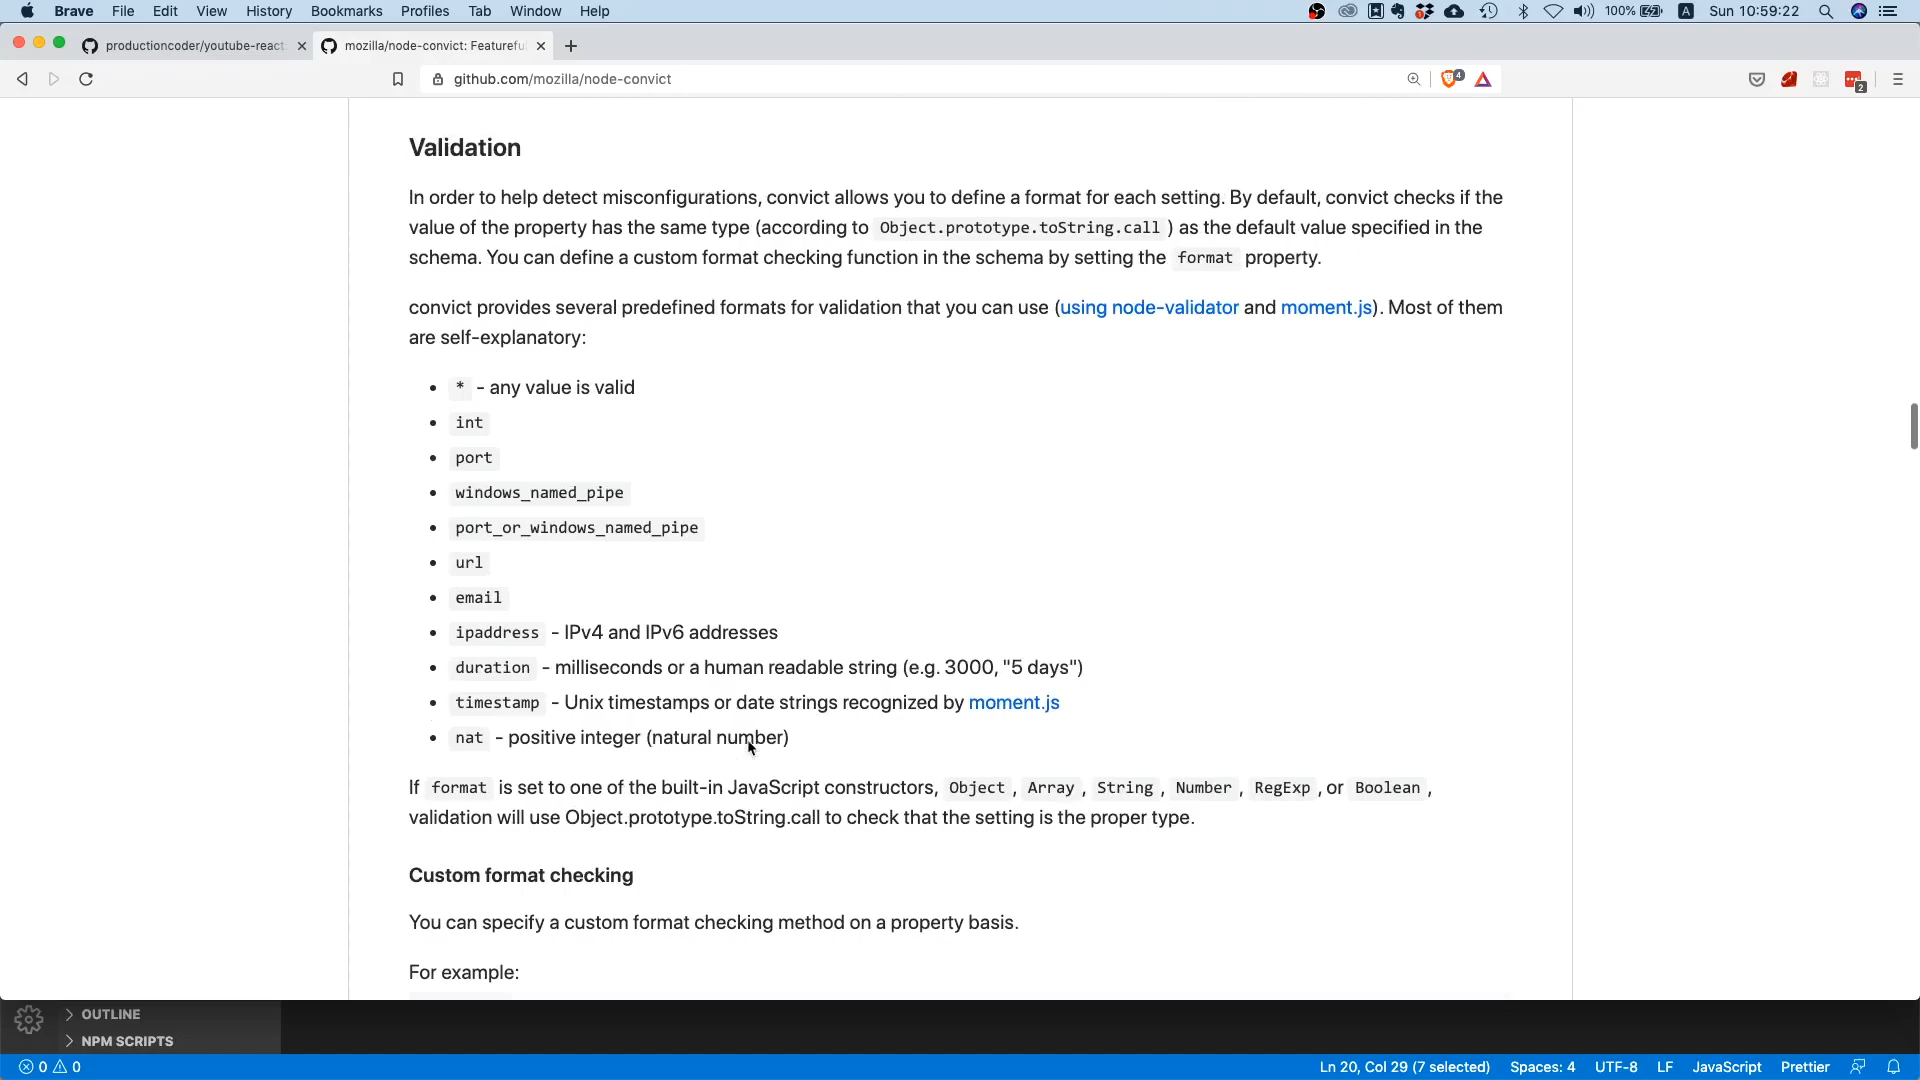 Brave File Edit View History Bookmarks Profiles Tab Window Help 100% A Sun 10:59:22
productioncoder/youtube-react mozilla/node-convict: Featurefu
github.com/mozilla/node-convict 4 2
Validation
In order to help detect misconfigurations, convict allows you to define a format for each setting. By default, convict checks if the
value of the property has the same type (according to Object.prototype.toString.call ) as the default value specified in the
schema. You can define a custom format checking function in the schema by setting the format property.
convict provides several predefined formats for validation that you can use (using node-validator and moment.js). Most of them
are self-explanatory:
• * - any value is valid
• int
• port
• windows_named_pipe
• port_or_windows_named_pipe
• url
• email
• ipaddress - IPv4 and IPv6 addresses
• duration - milliseconds or a human readable string (e.g. 3000, "5 days")
• timestamp - Unix timestamps or date strings recognized by moment.js
• nat - positive integer (natural number)
If format is set to one of the built-in JavaScript constructors, Object , Array , String , Number , RegExp , or Boolean ,
validation will use Object.prototype.toString.call to check that the setting is the proper type.
Custom format checking
You can specify a custom format checking method on a property basis.
For example:
OUTLINE
NPM SCRIPTS
0 0 Ln 20, Col 29 (7 selected) Spaces: 4 UTF-8 LF JavaScript Prettier